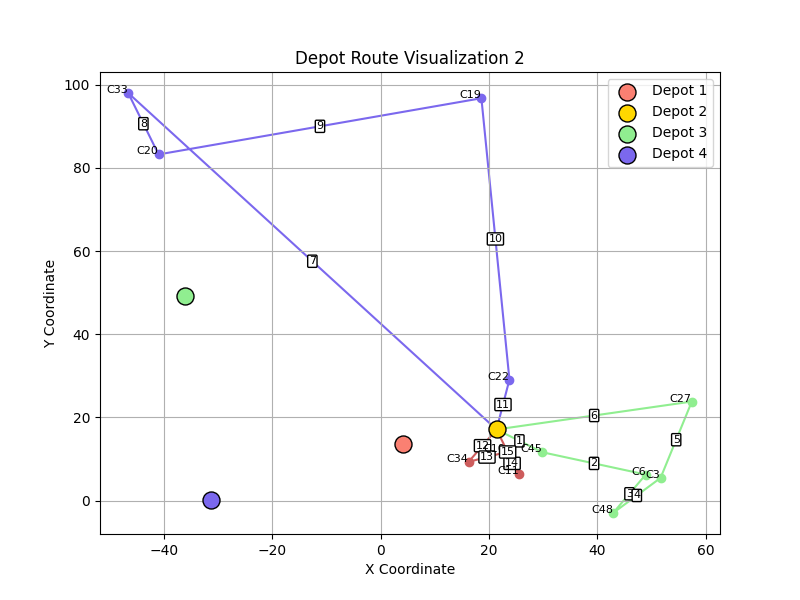 Depot Route Visualization 2
Depot 1
Depot 2
Depot 3
Depot 4
Y Coordinate
100
80
60
40
20
0
C33
8
C20
9
C19
10
7
C22
11
C27
6
5
1
C45
2
C6
C3
3
4
C48
C34
12
13
15
14
C11
−40
−20
0
20
40
60
X Coordinate